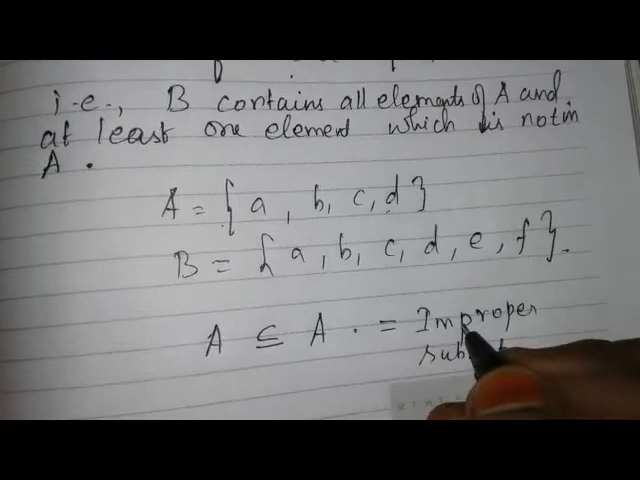 i.e., B contains all elements of A and
at least one element which is not in
A .
A = { a , b, c, d }
B = { a , b, c, d , e , f }.
A ⊆ A . = Improper